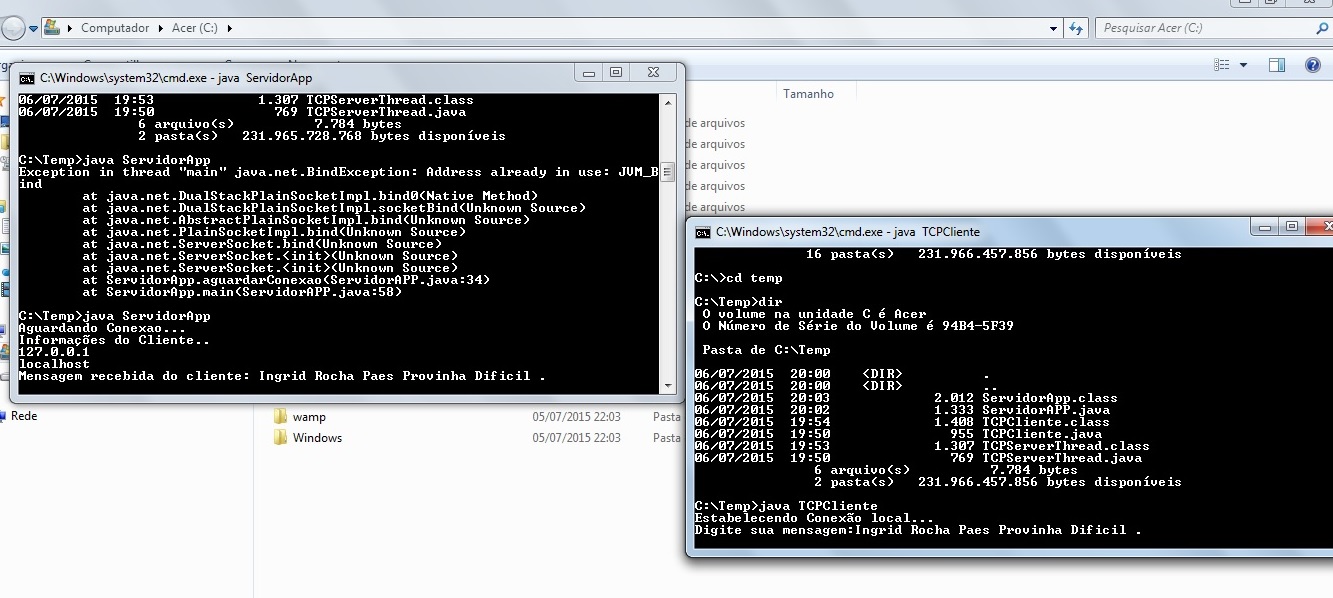 Computador Acer (C:)
Pesquisar Acer (C:)
C:\Windows\system32\cmd.exe - java ServidorApp
06/07/2015 19:53 1.307 TCPServerThread.class
06/07/2015 19:50 769 TCPServerThread.java
6 arquivo(s) 7.784 bytes
2 pasta(s) 231.965.728.768 bytes disponíveis
C:\Temp>java ServidorApp
Exception in thread "main" java.net.BindException: Address already in use: JVM_B
ind
at java.net.DualStackPlainSocketImpl.bind0(Native Method)
at java.net.DualStackPlainSocketImpl.socketBind(Unknown Source)
at java.net.AbstractPlainSocketImpl.bind(Unknown Source)
at java.net.PlainSocketImpl.bind(Unknown Source)
at java.net.ServerSocket.bind(Unknown Source)
at java.net.ServerSocket.<init>(Unknown Source)
at java.net.ServerSocket.<init>(Unknown Source)
at ServidorApp.aguardarConexao(ServidorAPP.java:34)
at ServidorApp.main(ServidorAPP.java:58)
C:\Temp>java ServidorApp
Aguardando Conexao...
Informações do Cliente..
127.0.0.1
localhost
Mensagem recebida do cliente: Ingrid Rocha Paes Provinha Dificil .
Tamanho
de arquivos
de arquivos
de arquivos
de arquivos
de arquivos
Rede
wamp 05/07/2015 22:03 Pasta
Windows 05/07/2015 22:03 Pasta
C:\Windows\system32\cmd.exe - java TCPCliente
16 pasta(s) 231.966.457.856 bytes disponíveis
C:\>cd temp
C:\Temp>dir
O volume na unidade C é Acer
O Número de Série do Volume é 94B4-5F39
Pasta de C:\Temp
06/07/2015 20:00 <DIR> .
06/07/2015 20:00 <DIR> ..
06/07/2015 20:03 2.012 ServidorApp.class
06/07/2015 20:02 1.333 ServidorAPP.java
06/07/2015 19:54 1.408 TCPCliente.class
06/07/2015 19:50 955 TCPCliente.java
06/07/2015 19:53 1.307 TCPServerThread.class
06/07/2015 19:50 769 TCPServerThread.java
6 arquivo(s) 7.784 bytes
2 pasta(s) 231.966.457.856 bytes disponíveis
C:\Temp>java TCPCliente
Estabelecendo Conexão local...
Digite sua mensagem:Ingrid Rocha Paes Provinha Dificil .